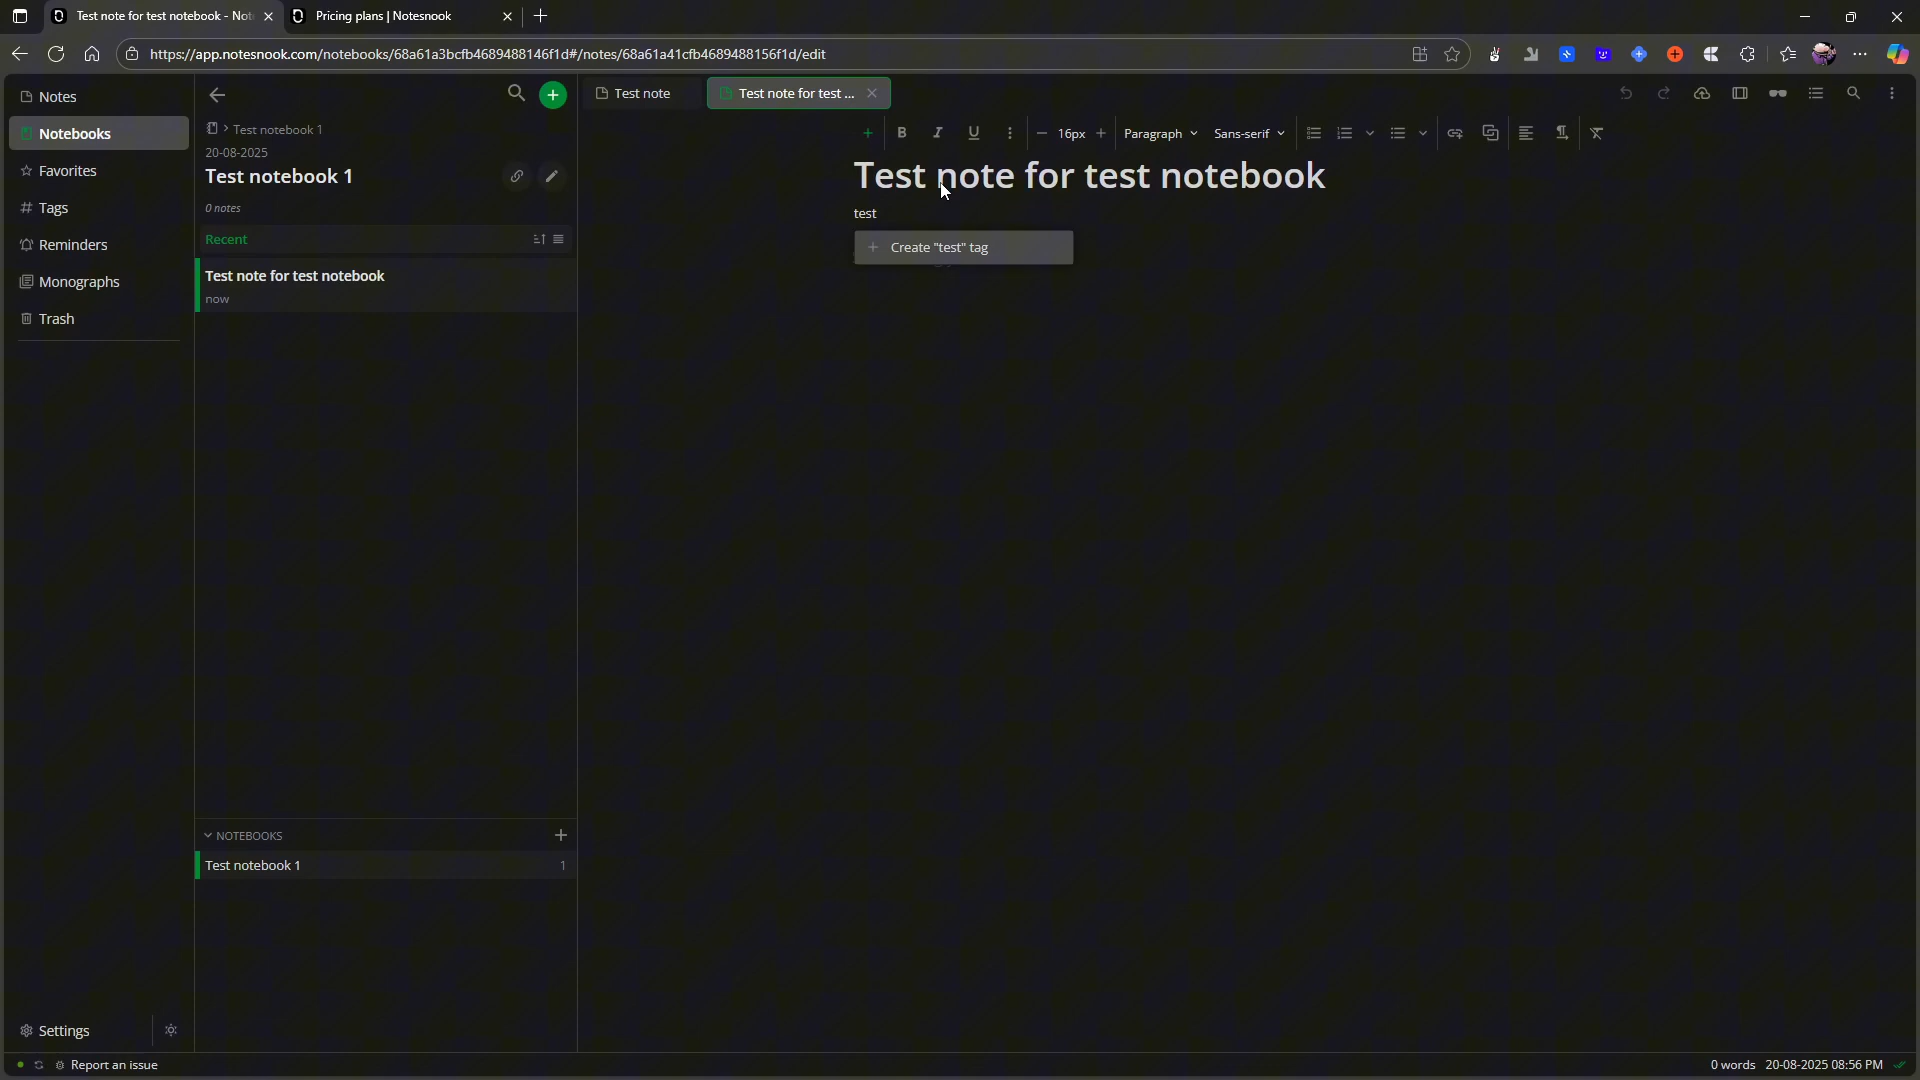 Test note for test notebook - Not
Pricing plans | Notesnook
https://app.notesnook.com/notebooks/68a61a3bcfb4689488146f1d#/notes/68a61a41cfb4689488156f1d/edit
Notes
Notebooks
Favorites
# Tags
Reminders
Monographs
Trash
Settings
> Test notebook 1
20-08-2025
Test notebook 1
0 notes
Recent
Test note for test notebook
now
NOTEBOOKS
Test notebook 1
1
Test note
Test note for test ...
B I U
16px
Paragraph
Sans-serif
Test note for test notebook
test
+ Create "test" tag
Report an issue
0 words
20-08-2025 08:56 PM